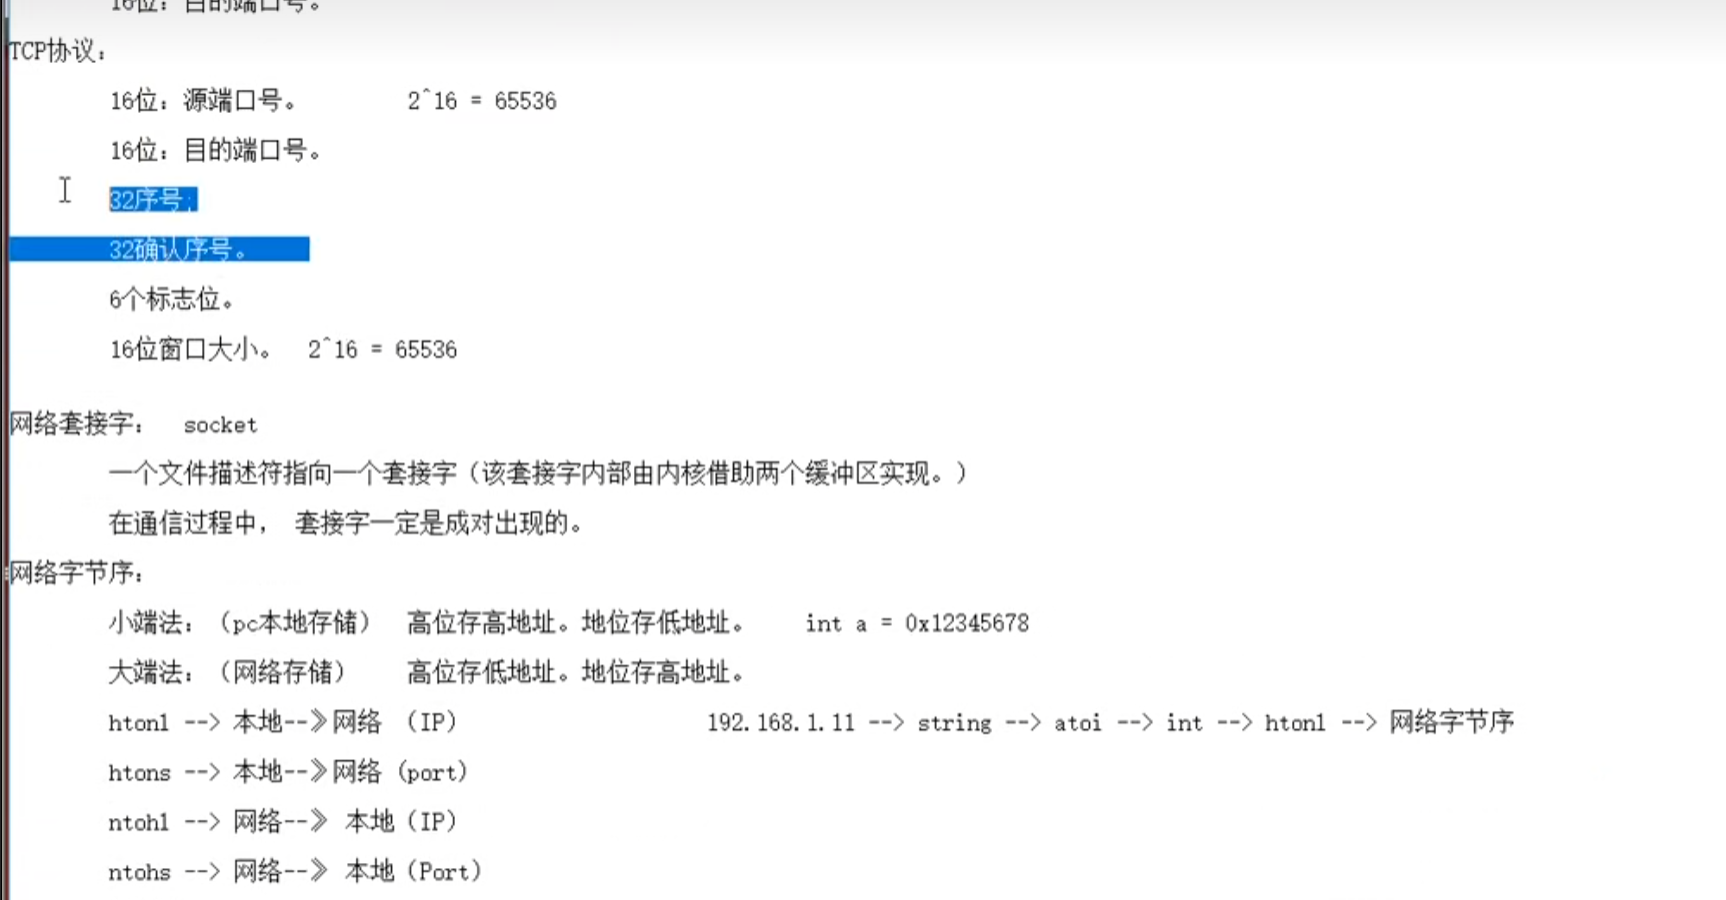 16位：目的端口号。
TCP协议：
16位：源端口号。 2^16 = 65536
16位：目的端口号。
32序号;
32确认序号。
6个标志位。
16位窗口大小。 2^16 = 65536
网络套接字： socket
一个文件描述符指向一个套接字（该套接字内部由内核借助两个缓冲区实现。）
在通信过程中， 套接字一定是成对出现的。
网络字节序：
小端法：（pc本地存储） 高位存高地址。地位存低地址。 int a = 0x12345678
大端法：（网络存储） 高位存低地址。地位存高地址。
htonl --> 本地--》网络 （IP） 192.168.1.11 --> string --> atoi --> int --> htonl --> 网络字节序
htons --> 本地--》网络 (port)
ntohl --> 网络--》 本地（IP）
ntohs --> 网络--》 本地（Port）